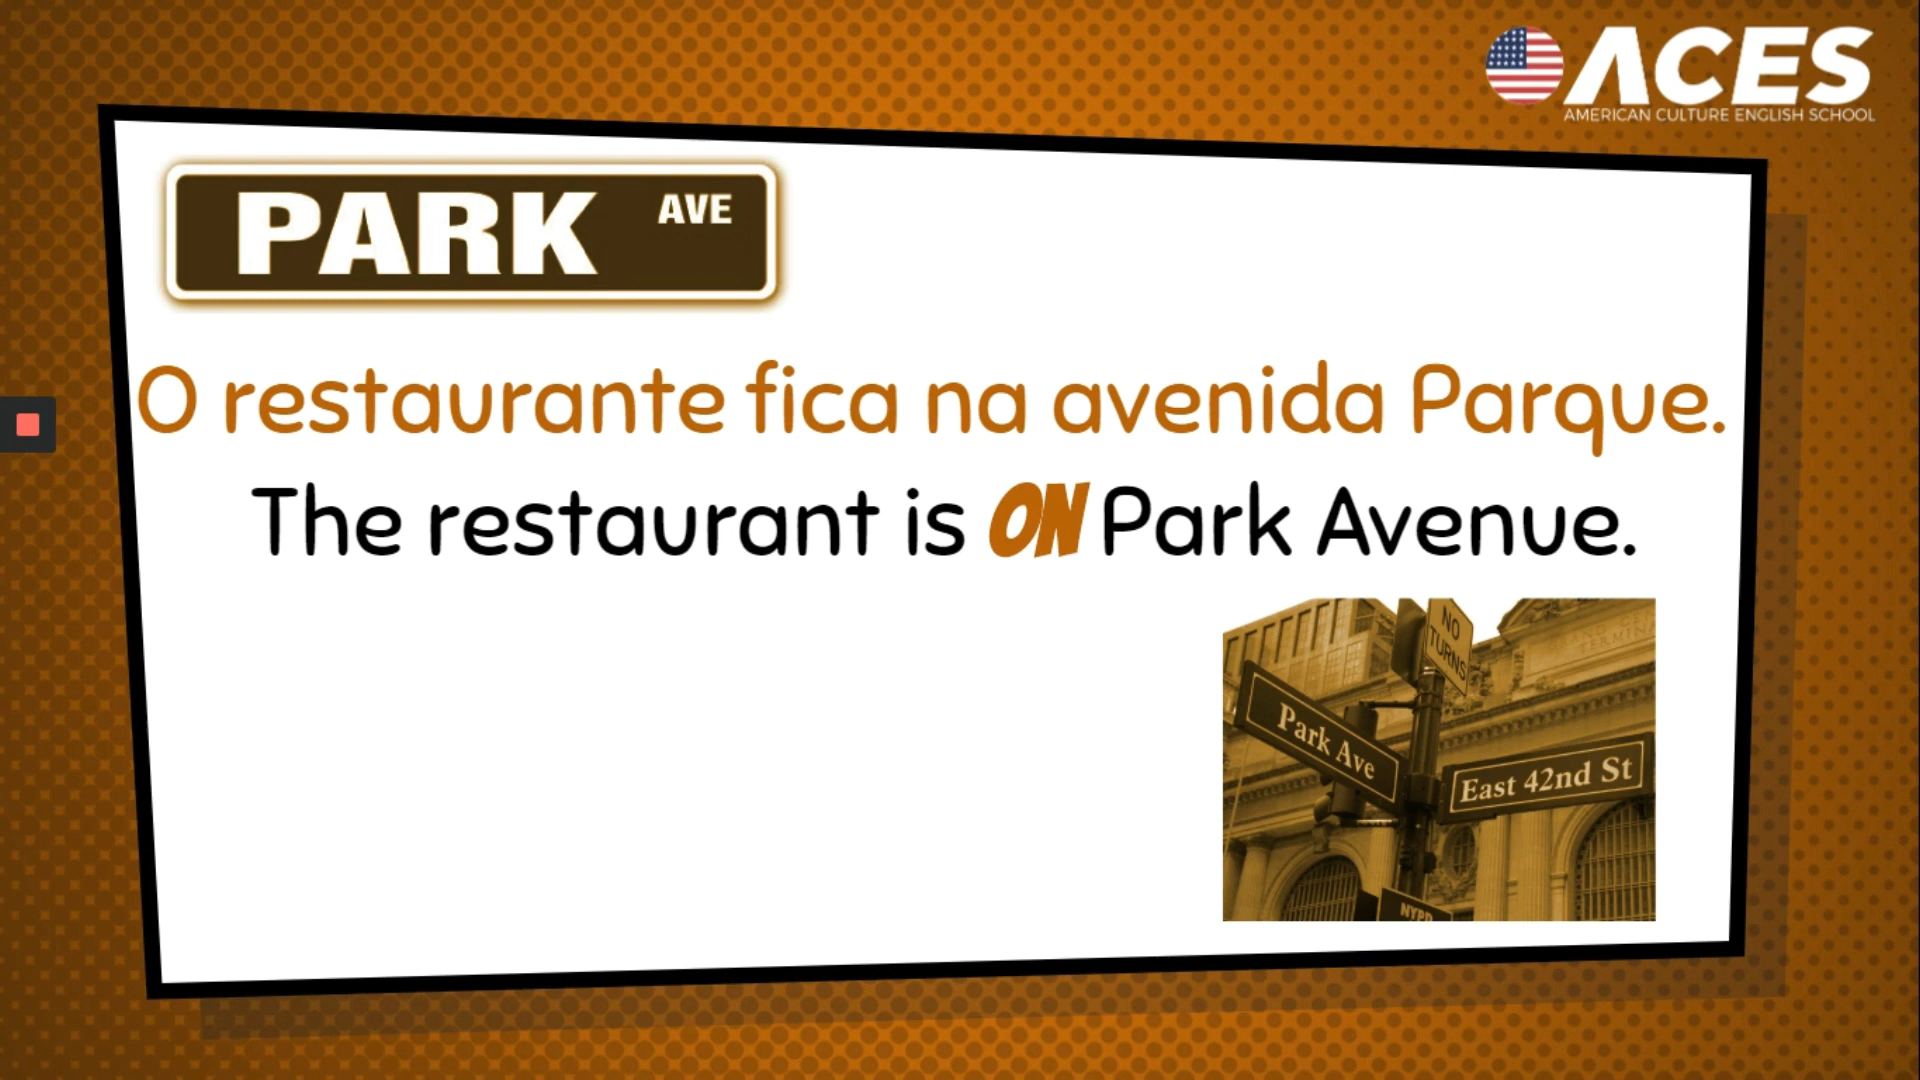 ACES
AMERICAN CULTURE ENGLISH SCHOOL
PARK AVE
O restaurante fica na avenida Parque.
The restaurant is ON Park Avenue.
NO
TURNS
Park Ave
East 42nd St
NYPD